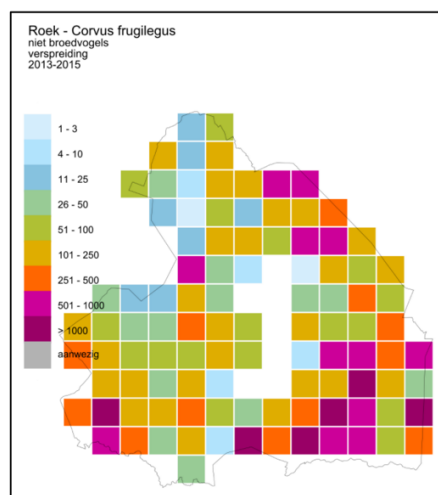 Roek - Corvus frugilegus
niet broedvogels
verspreiding
2013-2015
1 - 3
4 - 10
11 - 25
26 - 50
51 - 100
101 - 250
251 - 500
501 - 1000
> 1000
aanwezig